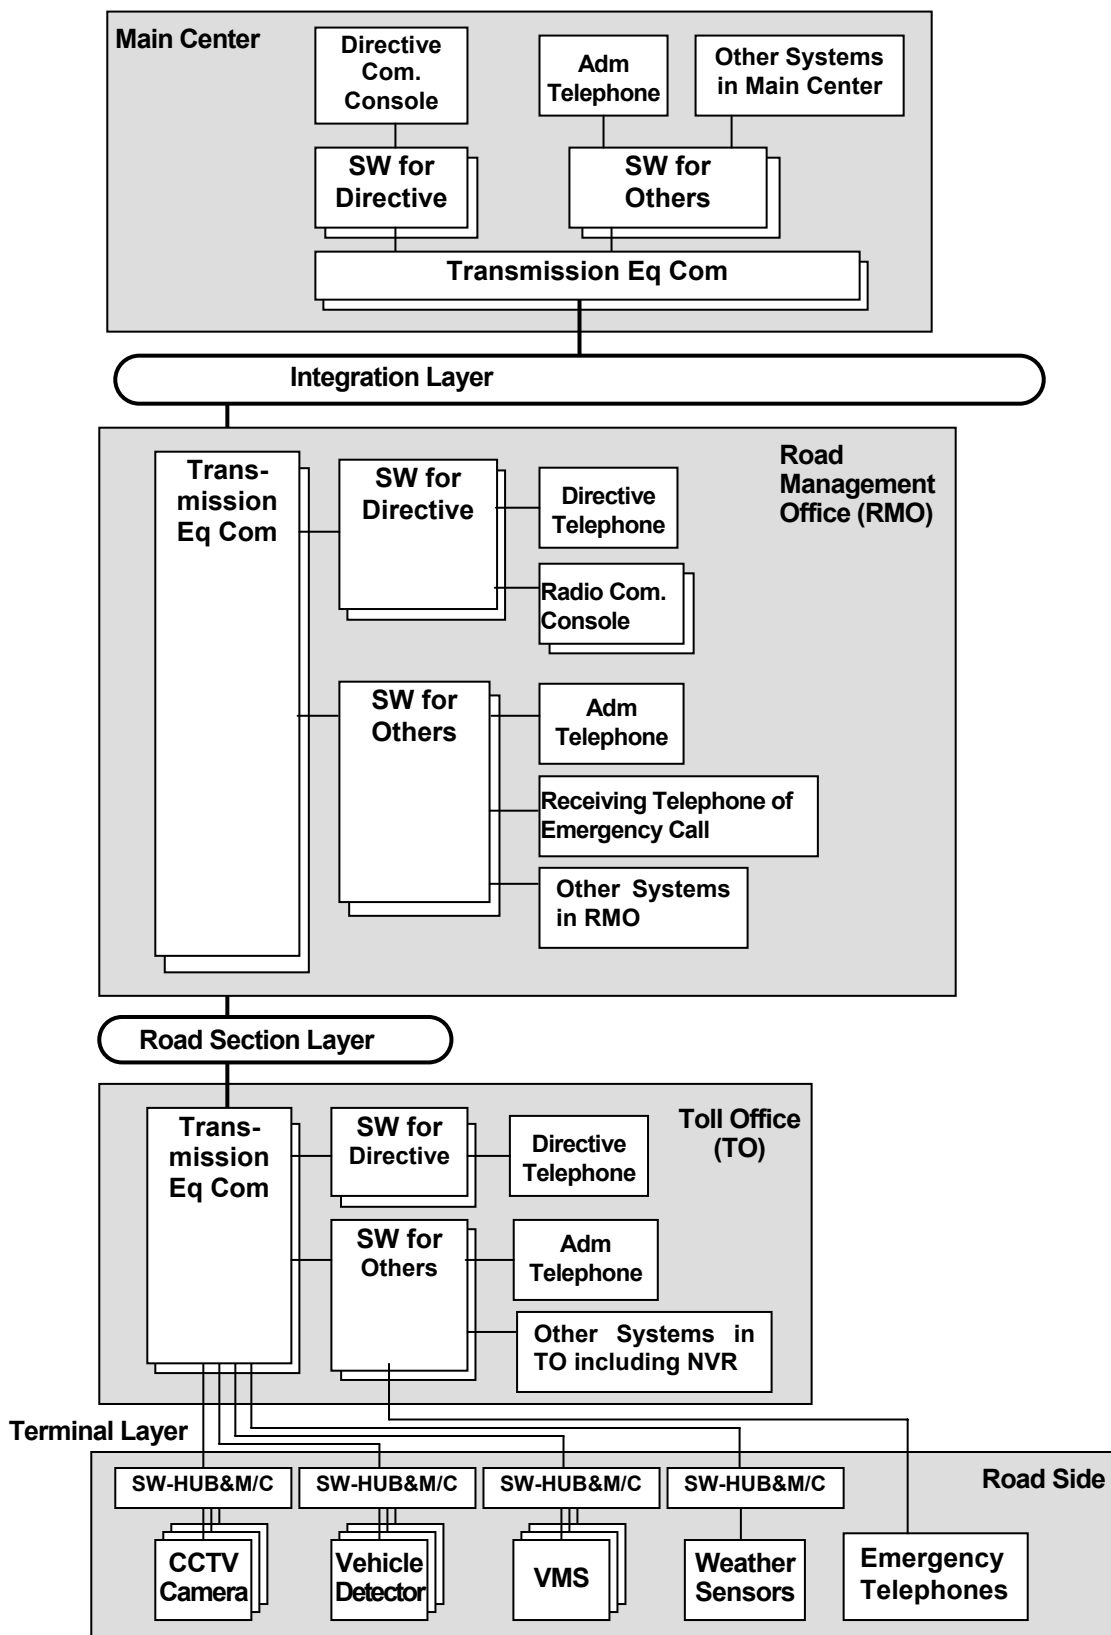 Main Center
Directive
Com.
Console
Adm
Telephone
Other Systems
in Main Center
SW for
Directive
SW for
Others
Transmission Eq Com
Integration Layer
Road
Management
Office (RMO)
Trans-
mission
Eq Com
SW for
Directive
Directive
Telephone
Radio Com.
Console
SW for
Others
Adm
Telephone
Receiving Telephone of
Emergency Call
Other Systems
in RMO
Road Section Layer
Toll Office
(TO)
Trans-
mission
Eq Com
SW for
Directive
Directive
Telephone
SW for
Others
Adm
Telephone
Other Systems in
TO including NVR
Terminal Layer
Road Side
SW-HUB&M/C
SW-HUB&M/C
SW-HUB&M/C
SW-HUB&M/C
CCTV
Camera
Vehicle
Detector
VMS
Weather
Sensors
Emergency
Telephones